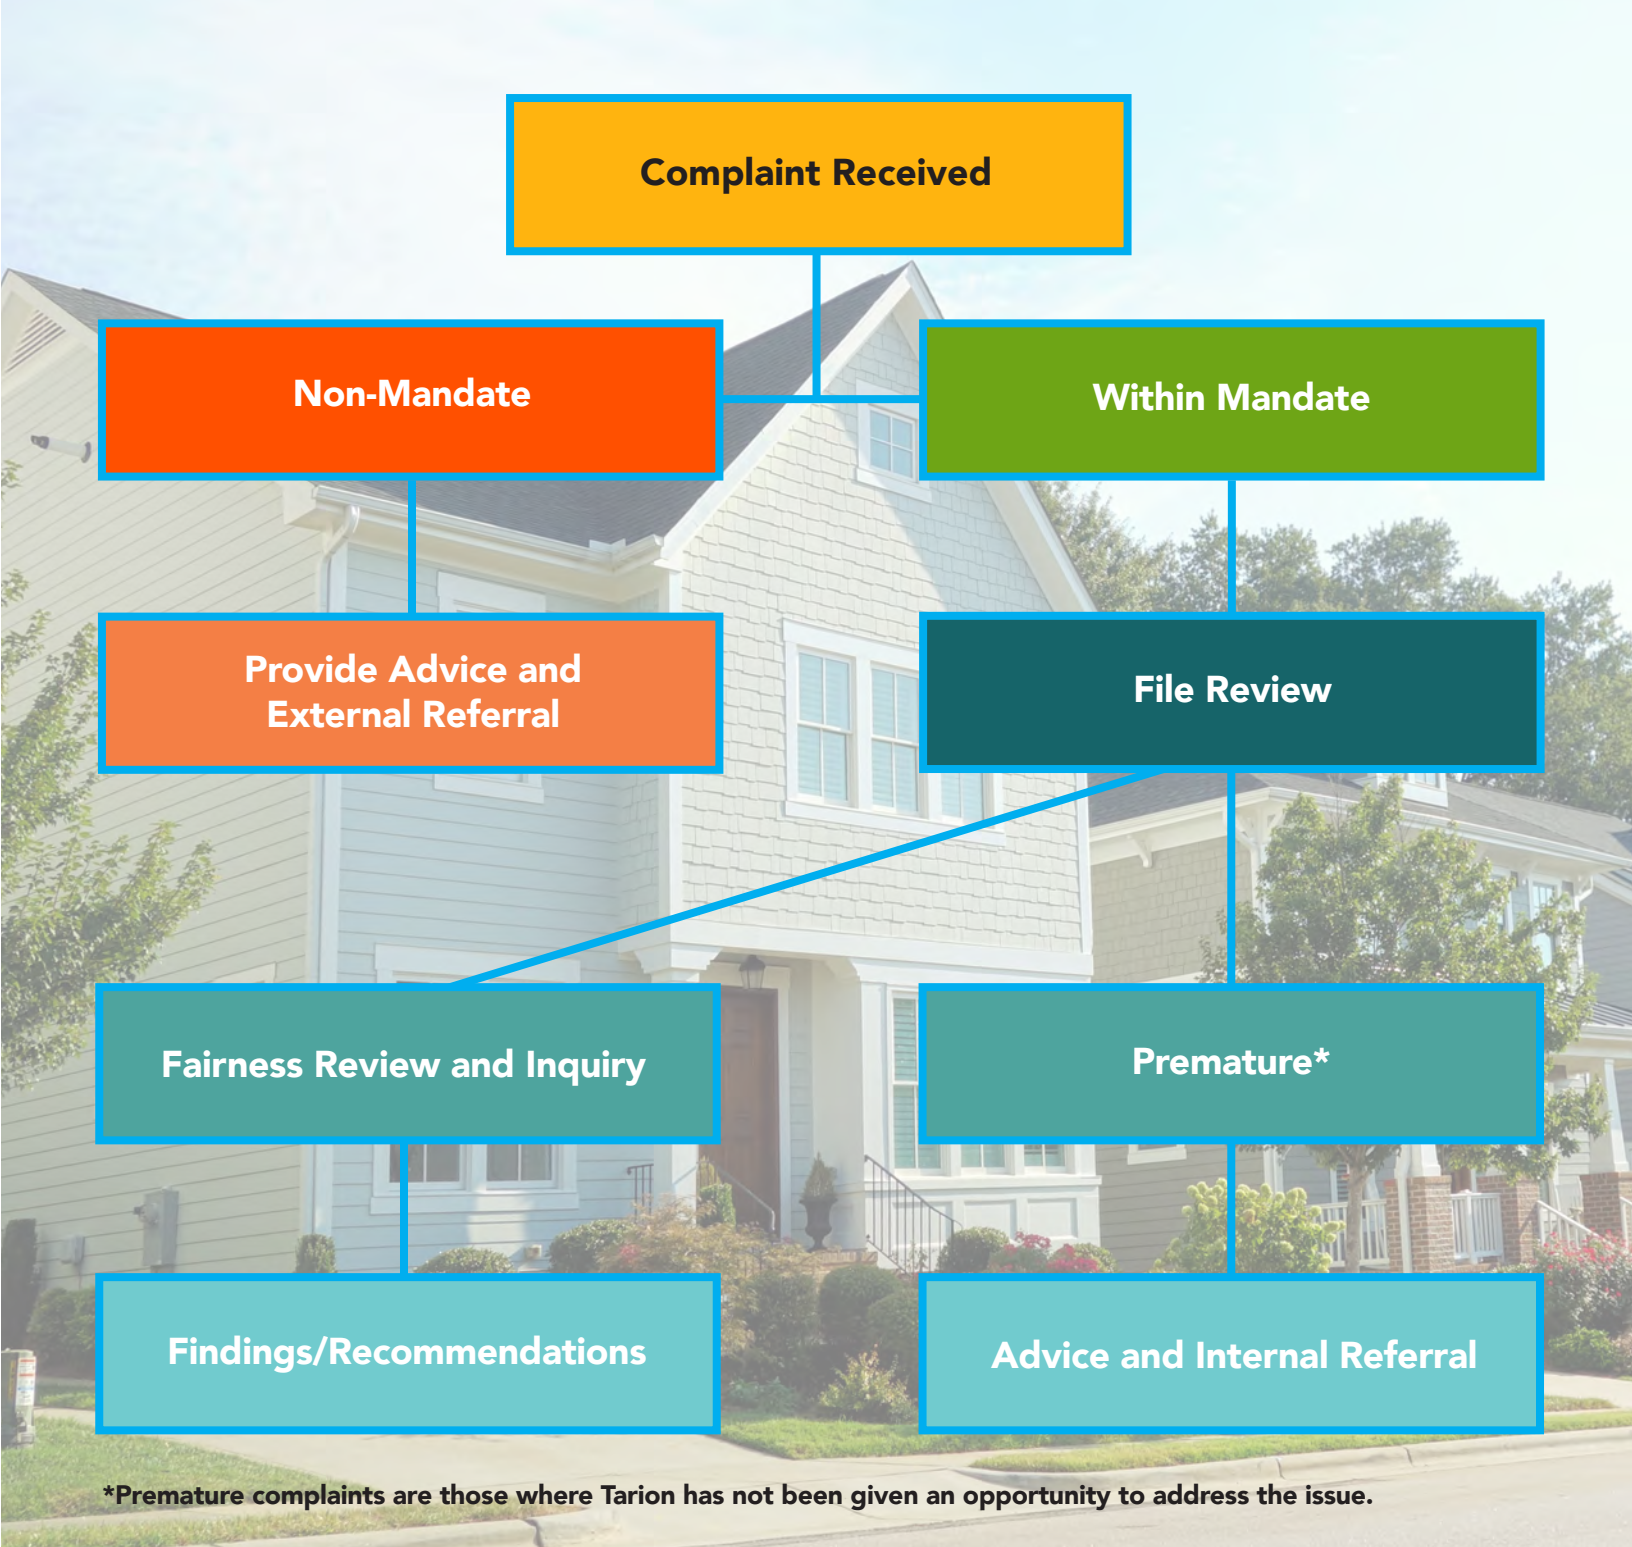 Complaint Received
Non-Mandate
Within Mandate
Provide Advice and
External Referral
File Review
Fairness Review and Inquiry
Premature*
Findings/Recommendations
Advice and Internal Referral
*Premature complaints are those where Tarion has not been given an opportunity to address the issue.